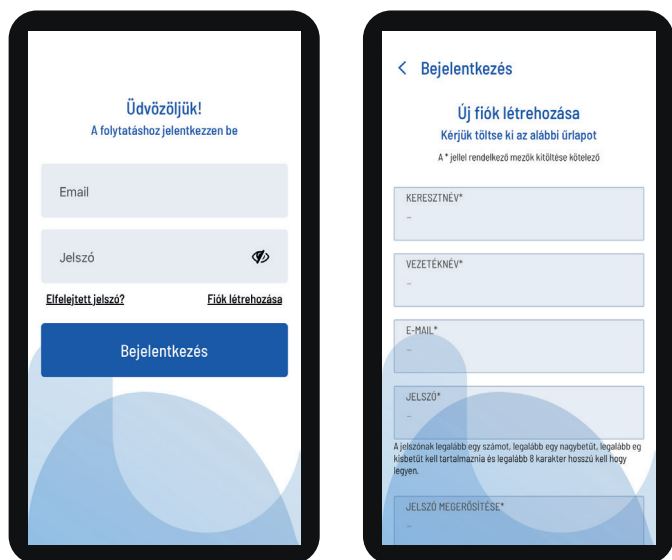 Üdvözöljük!
A folytatáshoz jelentkezzen be
Email
Jelszó
Elfelejtett jelszó?
Fiók létrehozása
Bejelentkezés
Bejelentkezés
Új fiók létrehozása
Kérjük töltse ki az alábbi űrlapot
A * jellel rendelkező mezők kitöltése kötelező
KERESZTNÉV*
–
VEZETÉKNÉV*
–
E-MAIL*
–
JELSZÓ*
–
A jelszónak legalább egy számot, legalább egy nagybetűt, legalább eg
kisbetűt kell tartalmaznia és legalább 8 karakter hosszú kell hogy
legyen.
JELSZÓ MEGERŐSÍTÉSE*
–